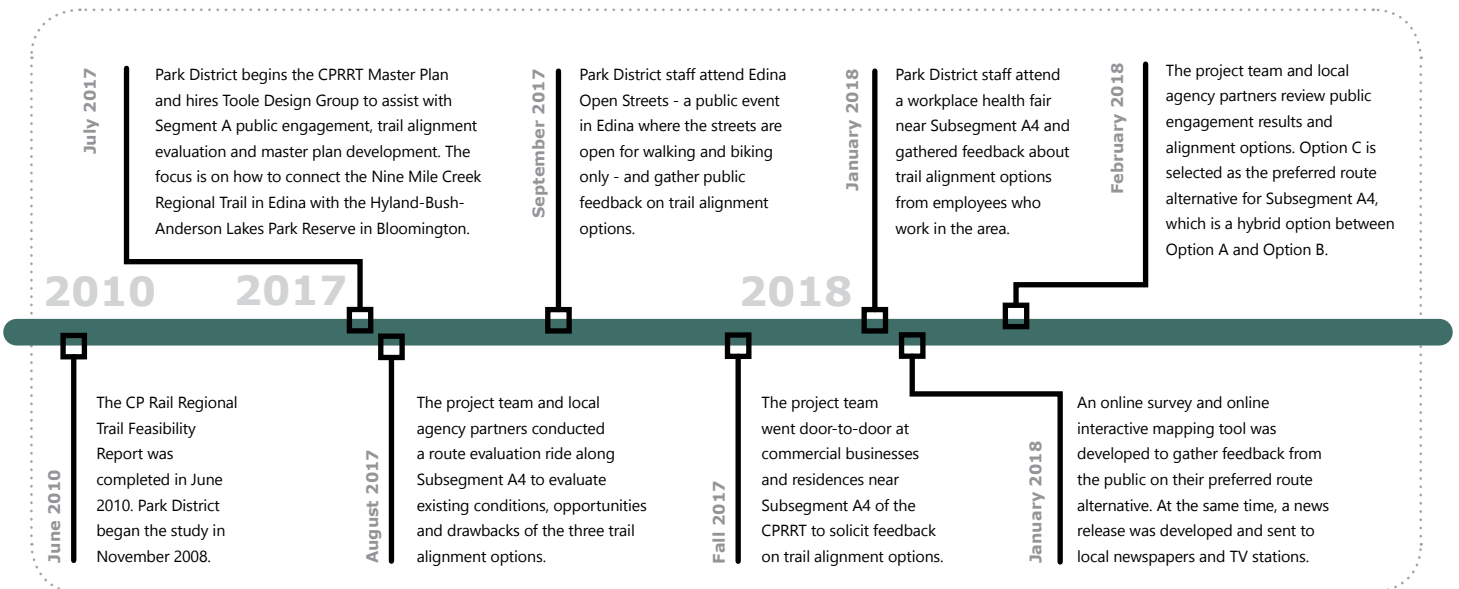 July 2017
Park District begins the CPRRT Master Plan
and hires Toole Design Group to assist with
Segment A public engagement, trail alignment
evaluation and master plan development. The
focus is on how to connect the Nine Mile Creek
Regional Trail in Edina with the Hyland-Bush-
Anderson Lakes Park Reserve in Bloomington.
September 2017
Park District staff attend Edina
Open Streets - a public event
in Edina where the streets are
open for walking and biking
only - and gather public
feedback on trail alignment
options.
January 2018
Park District staff attend
a workplace health fair
near Subsegment A4 and
gathered feedback about
trail alignment options
from employees who
work in the area.
February 2018
The project team and local
agency partners review public
engagement results and
alignment options. Option C is
selected as the preferred route
alternative for Subsegment A4,
which is a hybrid option between
Option A and Option B.
2010
2017
2018
June 2010
The CP Rail Regional
Trail Feasibility
Report was
completed in June
2010. Park District
began the study in
November 2008.
August 2017
The project team and local
agency partners conducted
a route evaluation ride along
Subsegment A4 to evaluate
existing conditions, opportunities
and drawbacks of the three trail
alignment options.
Fall 2017
The project team
went door-to-door at
commercial businesses
and residences near
Subsegment A4 of the
CPRRT to solicit feedback
on trail alignment options.
January 2018
An online survey and online
interactive mapping tool was
developed to gather feedback from
the public on their preferred route
alternative. At the same time, a news
release was developed and sent to
local newspapers and TV stations.